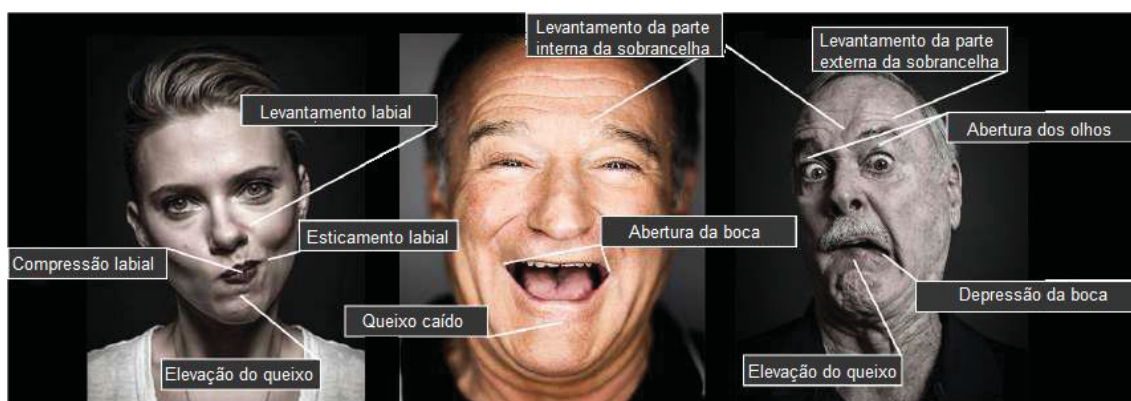 Levantamento da parte
interna da sobrancelha
Levantamento da parte
externa da sobrancelha
Levantamento labial
Abertura dos olhos
Esticamento labial
Abertura da boca
Compressão labial
Depressão da boca
Queixo caído
Elevação do queixo
Elevação do queixo